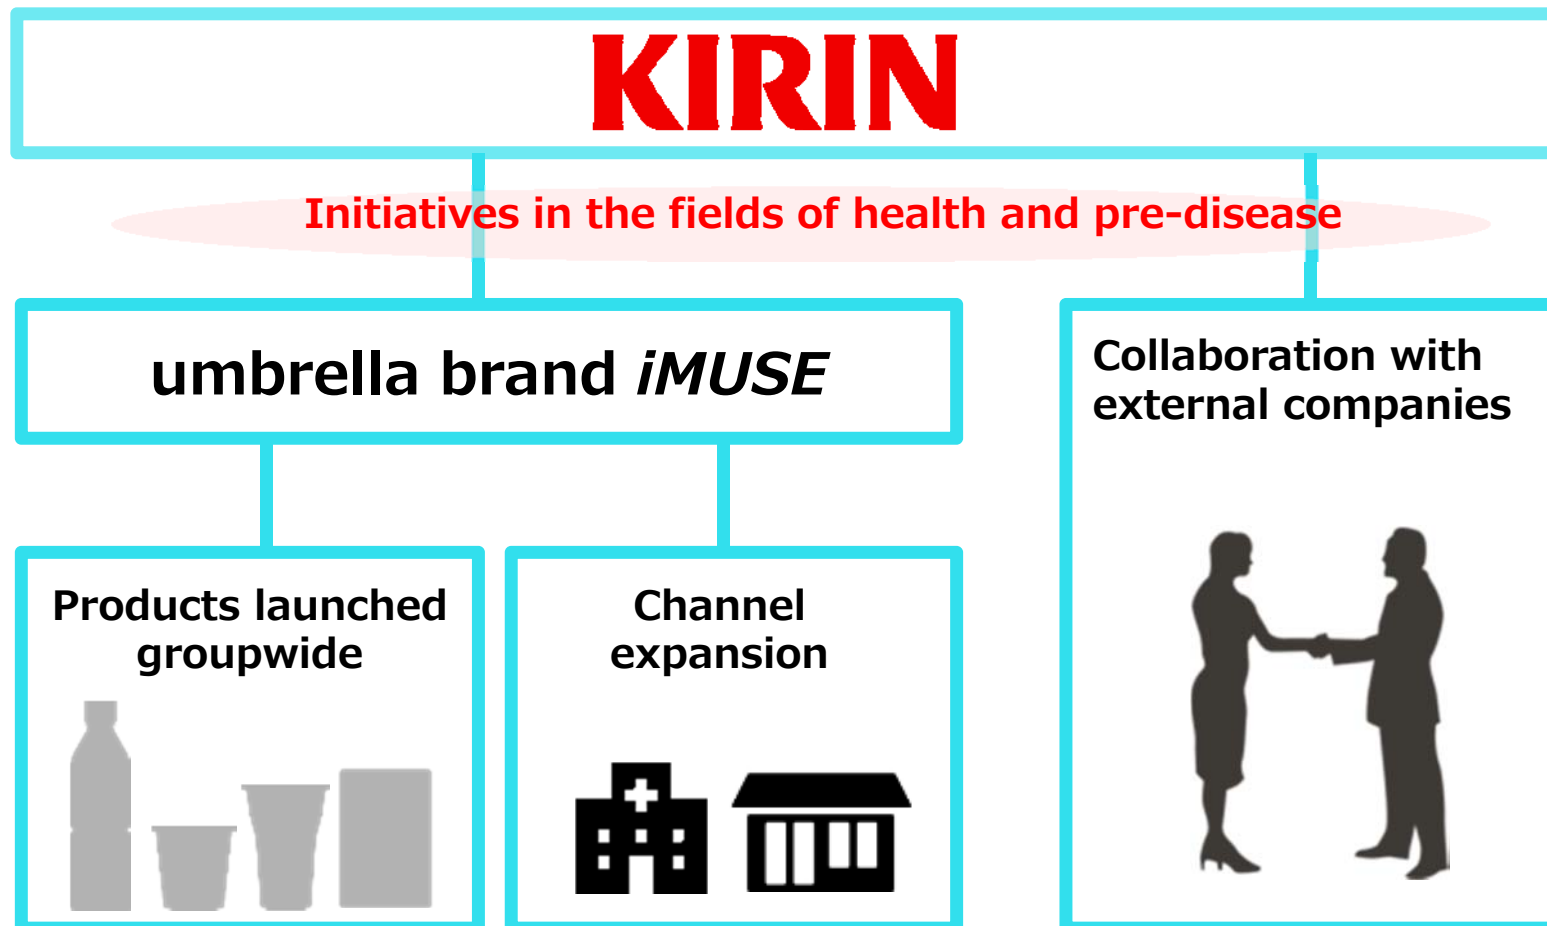 KIRIN
Initiatives in the fields of health and pre-disease
umbrella brand iMUSE
Collaboration with
external companies
Products launched
groupwide
Channel
expansion